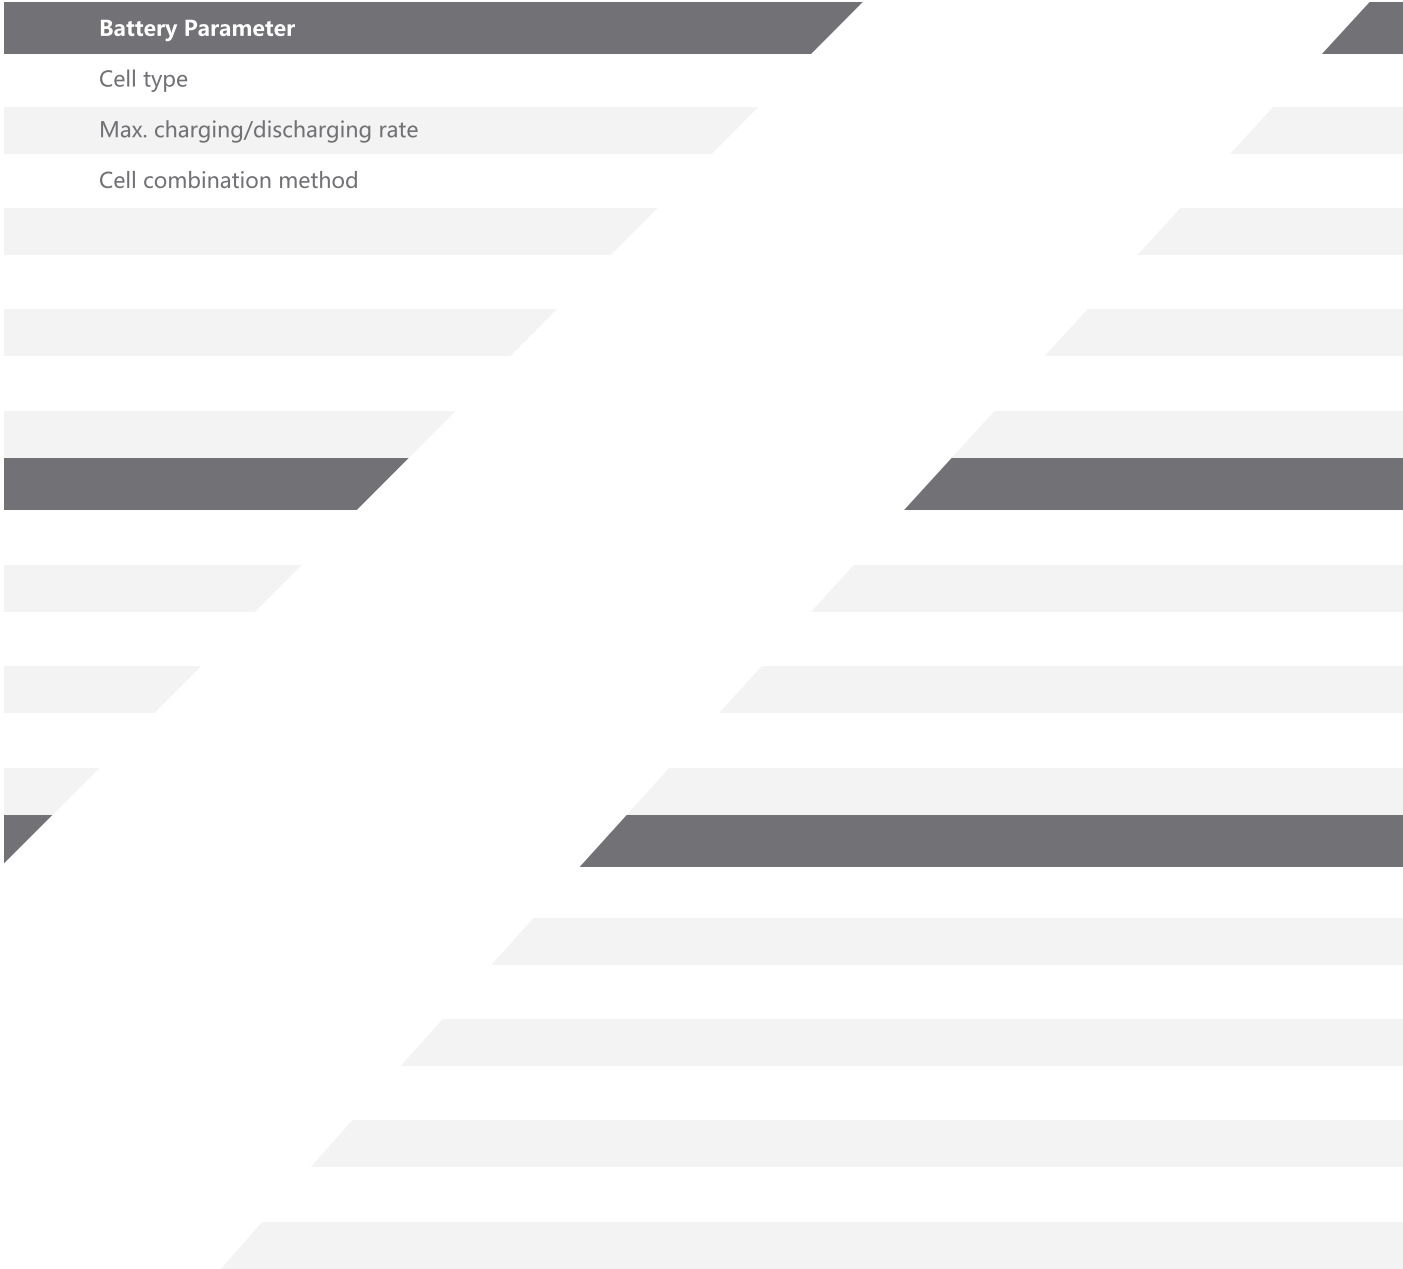 Battery Parameter
Cell type
Max. charging/discharging rate
Cell combination method